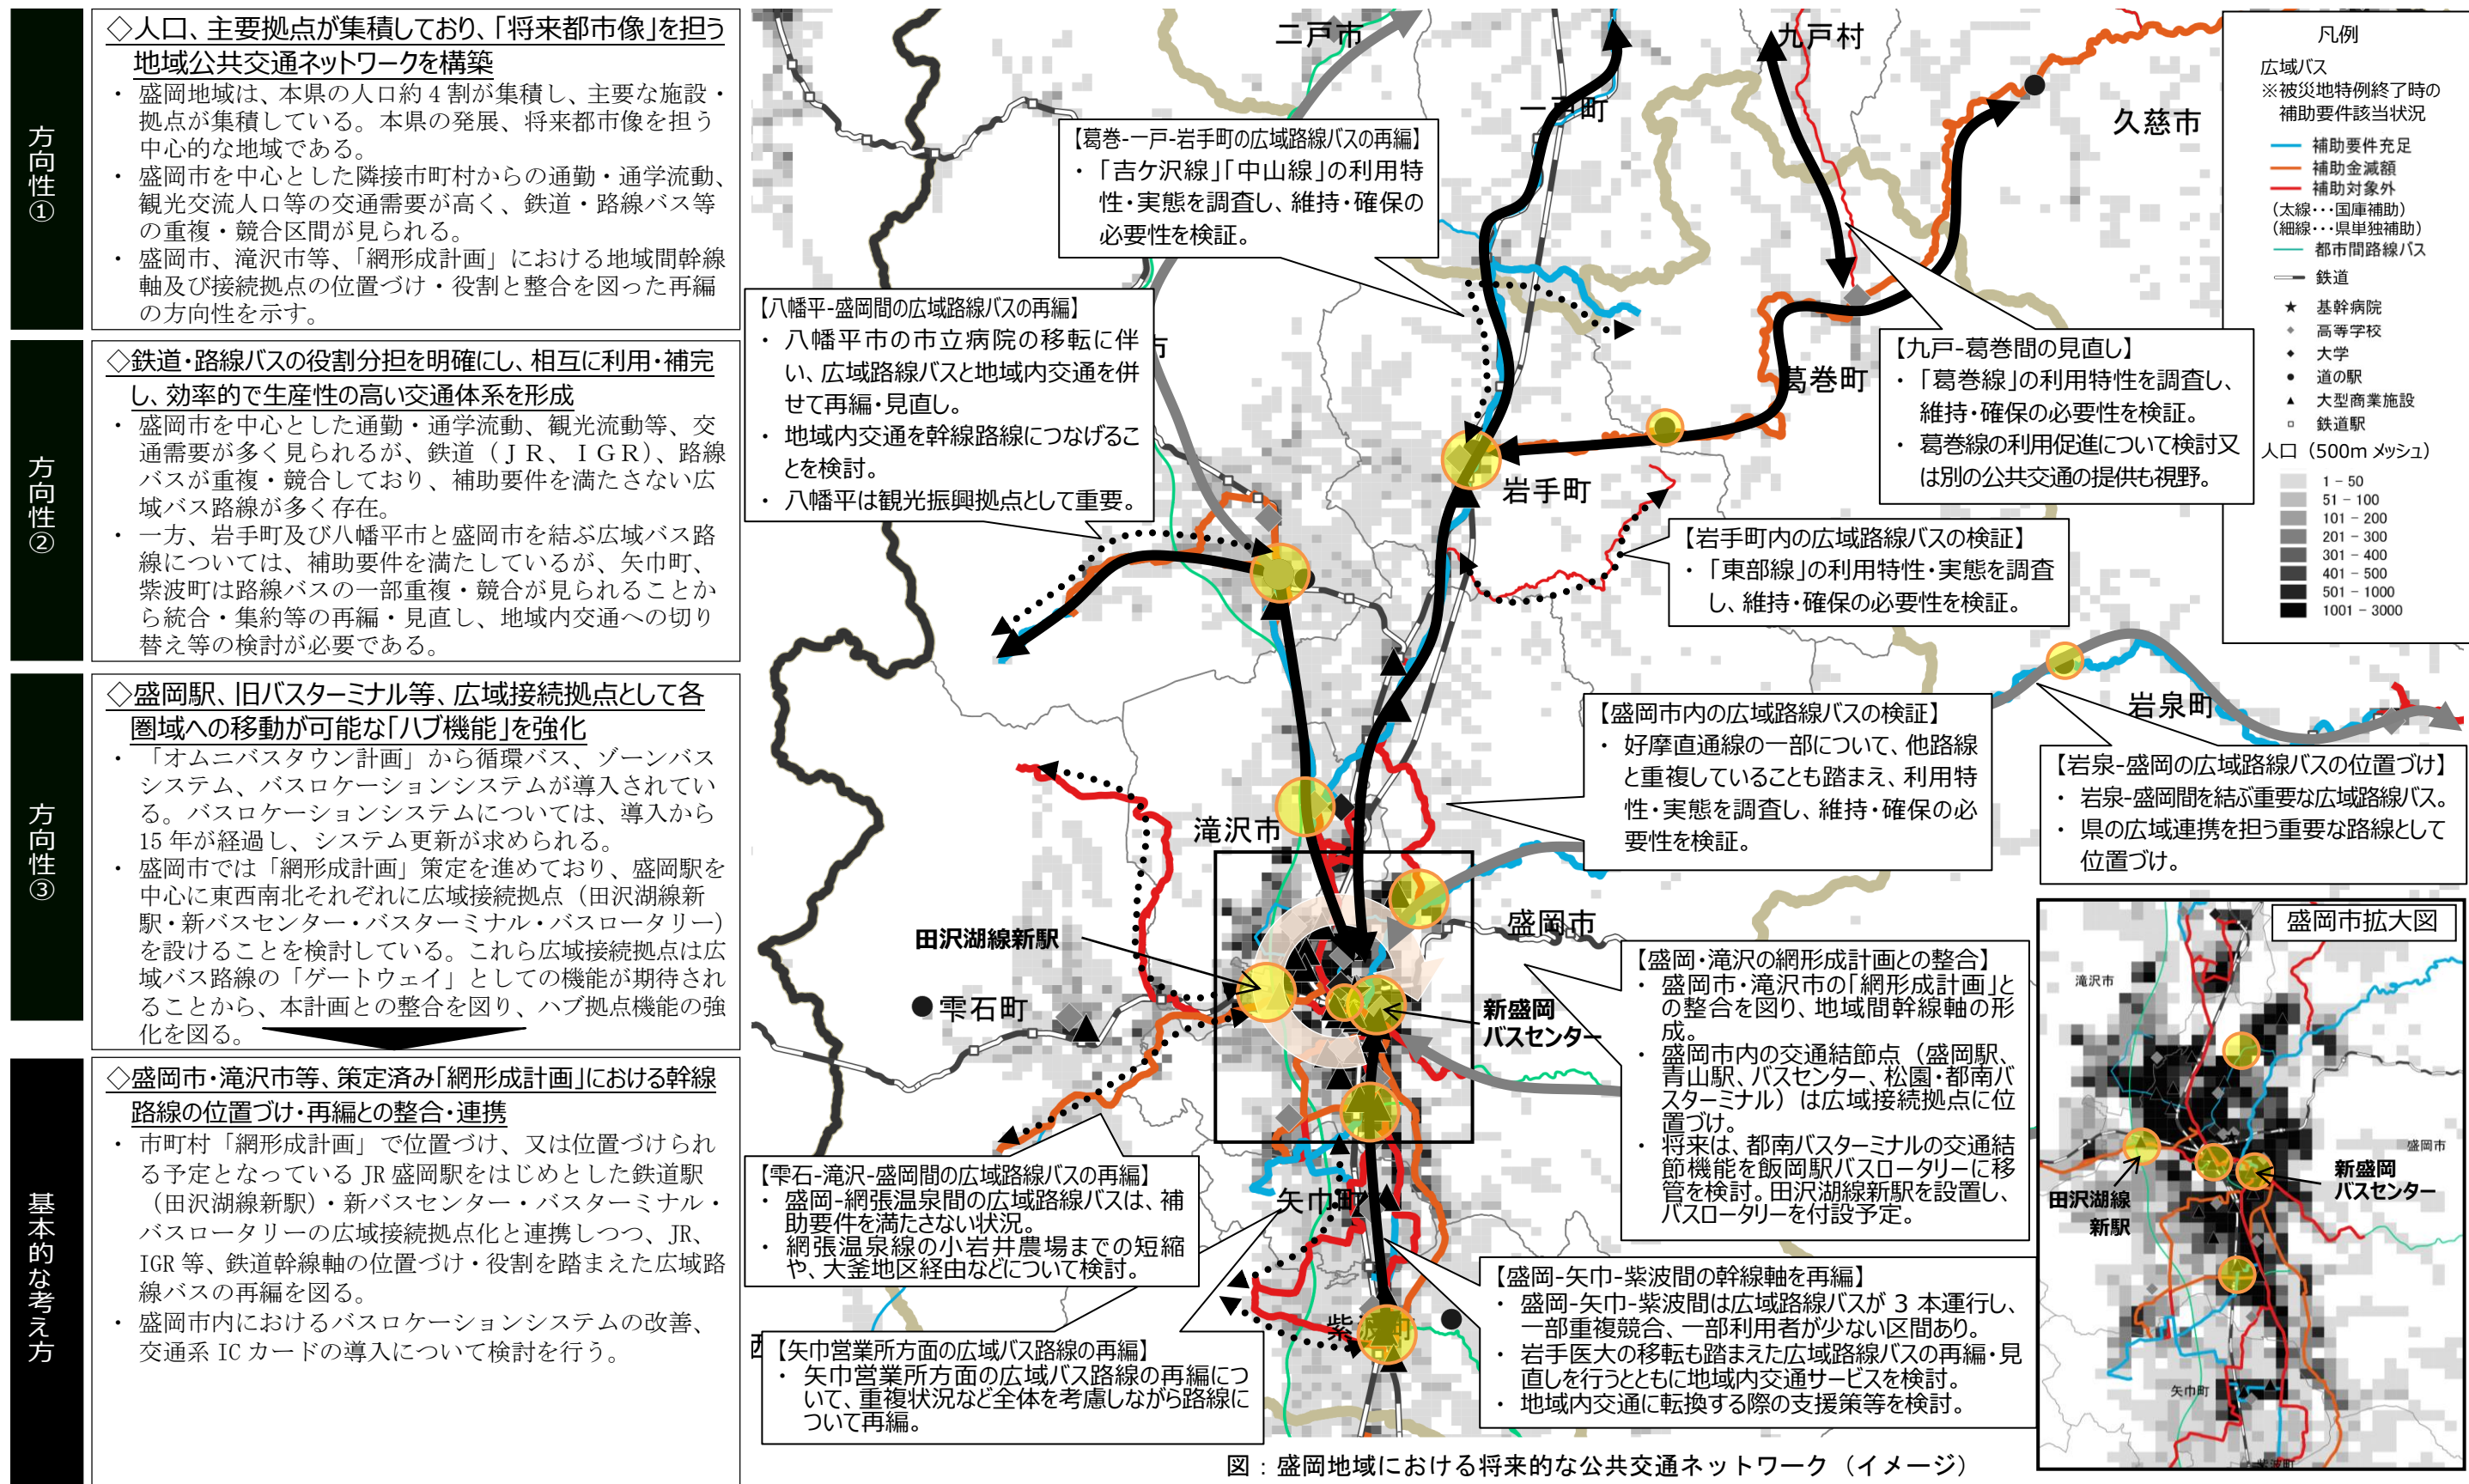 方向性①
◇人口、主要拠点が集積しており、「将来都市像」を担う
地域公共交通ネットワークを構築
・ 盛岡地域は、本県の人口約４割が集積し、主要な施設・
拠点が集積している。本県の発展、将来都市像を担う
中心的な地域である。
・ 盛岡市を中心とした隣接市町村からの通勤・通学流動、
観光交流人口等の交通需要が高く、鉄道・路線バス等
の重複・競合区間が見られる。
・ 盛岡市、滝沢市等、「網形成計画」における地域間幹線
軸及び接続拠点の位置づけ・役割と整合を図った再編
の方向性を示す。
方向性②
◇鉄道・路線バスの役割分担を明確にし、相互に利用・補完
し、効率的で生産性の高い交通体系を形成
・ 盛岡市を中心とした通勤・通学流動、観光流動等、交
通需要が多く見られるが、鉄道（ＪＲ、ＩＧＲ）、路線
バスが重複・競合しており、補助要件を満たさない広
域バス路線が多く存在。
・ 一方、岩手町及び八幡平市と盛岡市を結ぶ広域バス路
線については、補助要件を満たしているが、矢巾町、
紫波町は路線バスの一部重複・競合が見られることか
ら統合・集約等の再編・見直し、地域内交通への切り
替え等の検討が必要である。
方向性③
◇盛岡駅、旧バスターミナル等、広域接続拠点として各
圏域への移動が可能な「ハブ機能」を強化
・ 「オムニバスタウン計画」から循環バス、ゾーンバス
システム、バスロケーションシステムが導入されてい
る。バスロケーションシステムについては、導入から
15 年が経過し、システム更新が求められる。
・ 盛岡市では「網形成計画」策定を進めており、盛岡駅を
中心に東西南北それぞれに広域接続拠点（田沢湖線新
駅・新バスセンター・バスターミナル・バスロータリー）
を設けることを検討している。これら広域接続拠点は広
域バス路線の「ゲートウェイ」としての機能が期待され
ることから、本計画との整合を図り、ハブ拠点機能の強
化を図る。
基本的な考え方
◇盛岡市・滝沢市等、策定済み「網形成計画」における幹線
路線の位置づけ・再編との整合・連携
・ 市町村「網形成計画」で位置づけ、又は位置づけられ
る予定となっている JR 盛岡駅をはじめとした鉄道駅
（田沢湖線新駅）・新バスセンター・バスターミナル・
バスロータリーの広域接続拠点化と連携しつつ、JR、
IGR 等、鉄道幹線軸の位置づけ・役割を踏まえた広域路
線バスの再編を図る。
・ 盛岡市内におけるバスロケーションシステムの改善、
交通系 IC カードの導入について検討を行う。
二戸市
九戸村
一戸町
久慈市
葛巻町
市
岩手町
岩泉町
滝沢市
盛岡市
雫石町
矢巾町
紫波町
西
田沢湖線新駅
新盛岡
バスセンター
【葛巻-一戸-岩手町の広域路線バスの再編】
・ 「吉ケ沢線」「中山線」の利用特
性・実態を調査し、維持・確保の
必要性を検証。
【八幡平-盛岡間の広域路線バスの再編】
・ 八幡平市の市立病院の移転に伴
い、広域路線バスと地域内交通を併
せて再編・見直し。
・ 地域内交通を幹線路線につなげるこ
とを検討。
・ 八幡平は観光振興拠点として重要。
【九戸-葛巻間の見直し】
・ 「葛巻線」の利用特性を調査し、
維持・確保の必要性を検証。
・ 葛巻線の利用促進について検討又
は別の公共交通の提供も視野。
【岩手町内の広域路線バスの検証】
・ 「東部線」の利用特性・実態を調査
し、維持・確保の必要性を検証。
【盛岡市内の広域路線バスの検証】
・ 好摩直通線の一部について、他路線
と重複していることも踏まえ、利用特
性・実態を調査し、維持・確保の必
要性を検証。
【岩泉-盛岡の広域路線バスの位置づけ】
・ 岩泉-盛岡間を結ぶ重要な広域路線バス。
・ 県の広域連携を担う重要な路線として
位置づけ。
【盛岡・滝沢の網形成計画との整合】
・ 盛岡市・滝沢市の「網形成計画」と
の整合を図り、地域間幹線軸の形
成。
・ 盛岡市内の交通結節点（盛岡駅、
青山駅、バスセンター、松園・都南バ
スターミナル）は広域接続拠点に位
置づけ。
・ 将来は、都南バスターミナルの交通結
節機能を飯岡駅バスロータリーに移
管を検討。田沢湖線新駅を設置し、
バスロータリーを付設予定。
【雫石-滝沢-盛岡間の広域路線バスの再編】
・ 盛岡-網張温泉間の広域路線バスは、補
助要件を満たさない状況。
・ 網張温泉線の小岩井農場までの短縮
や、大釜地区経由などについて検討。
【矢巾営業所方面の広域バス路線の再編】
・ 矢巾営業所方面の広域バス路線の再編につ
いて、重複状況など全体を考慮しながら路線に
ついて再編。
【盛岡-矢巾-紫波間の幹線軸を再編】
・ 盛岡-矢巾-紫波間は広域路線バスが 3 本運行し、
一部重複競合、一部利用者が少ない区間あり。
・ 岩手医大の移転も踏まえた広域路線バスの再編・見
直しを行うとともに地域内交通サービスを検討。
・ 地域内交通に転換する際の支援策等を検討。
凡例
広域バス
※被災地特例終了時の
補助要件該当状況
補助要件充足
補助金減額
補助対象外
（太線・・・国庫補助）
（細線・・・県単独補助）
都市間路線バス
鉄道
★ 基幹病院
高等学校
大学
道の駅
大型商業施設
鉄道駅
人口（500m メッシュ）
1 - 50
51 - 100
101 - 200
201 - 300
301 - 400
401 - 500
501 - 1000
1001 - 3000
盛岡市拡大図
滝沢市
盛岡市
田沢湖線
新駅
新盛岡
バスセンター
矢巾町
紫波町
図：盛岡地域における将来的な公共交通ネットワーク（イメージ）